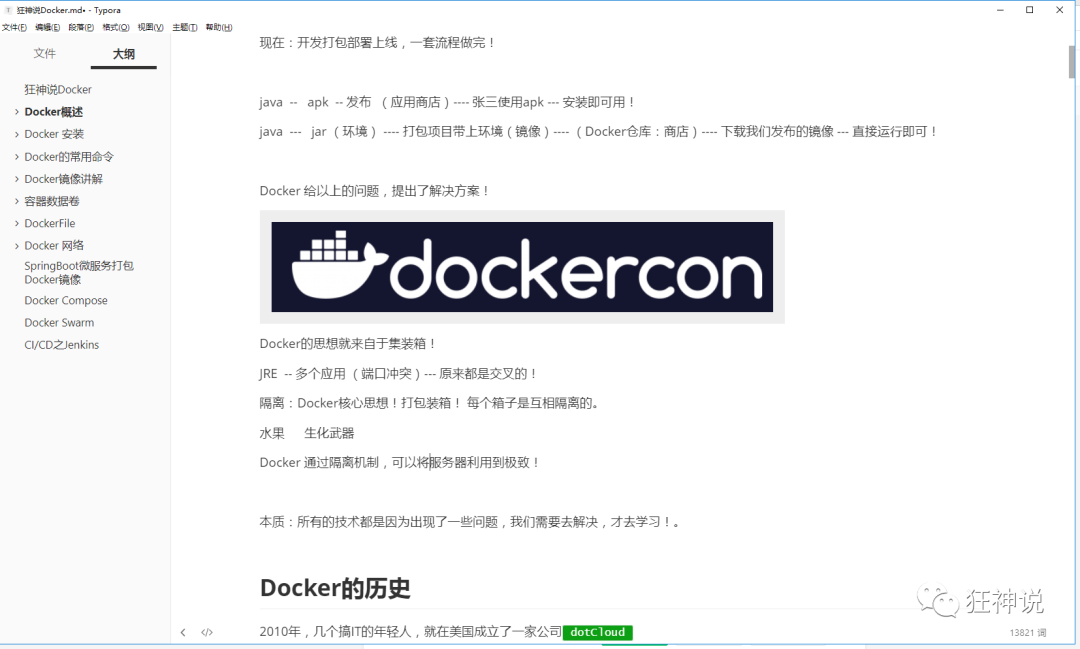 狂神说Docker.md• - Typora
文件(F) 编辑(E) 段落(P) 格式(O) 视图(V) 主题(T) 帮助(H)
文件 大纲
狂神说Docker
Docker概述
Docker 安装
Docker的常用命令
Docker镜像讲解
容器数据卷
DockerFile
Docker 网络
SpringBoot微服务打包
Docker镜像
Docker Compose
Docker Swarm
CI/CD之Jenkins
现在：开发打包部署上线，一套流程做完！
java -- apk -- 发布 （应用商店）---- 张三使用apk --- 安装即可用！
java --- jar（环境） ---- 打包项目带上环境（镜像）---- （Docker仓库：商店）---- 下载我们发布的镜像 --- 直接运行即可！
Docker 给以上的问题，提出了解决方案！
dockercon
Docker的思想就来自于集装箱！
JRE -- 多个应用 （端口冲突）--- 原来都是交叉的！
隔离：Docker核心思想！打包装箱！ 每个箱子是互相隔离的。
水果 生化武器
Docker 通过隔离机制，可以将服务器利用到极致！
本质：所有的技术都是因为出现了一些问题，我们需要去解决，才去学习！。
Docker的历史
2010年，几个搞IT的年轻人，就在美国成立了一家公司 dotCloud
狂神说
13821 词